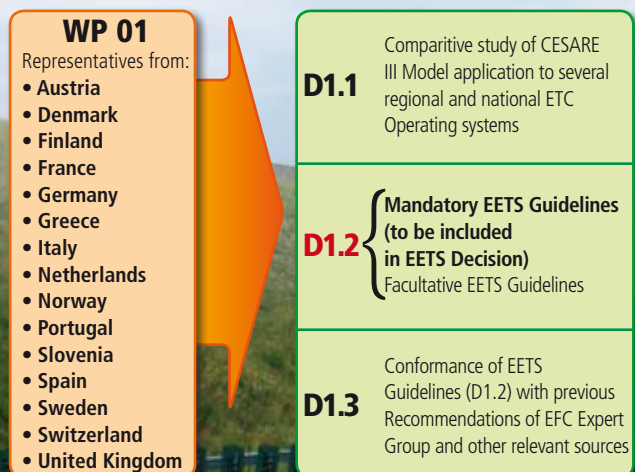 WP 01
Representatives from:
• Austria
• Denmark
• Finland
• France
• Germany
• Greece
• Italy
• Netherlands
• Norway
• Portugal
• Slovenia
• Spain
• Sweden
• Switzerland
• United Kingdom
D1.1
Comparitive study of CESARE
III Model application to several
regional and national ETC
Operating systems
D1.2
Mandatory EETS Guidelines
(to be included
in EETS Decision)
Facultative EETS Guidelines
D1.3
Conformance of EETS
Guidelines (D1.2) with previous
Recommendations of EFC Expert
Group and other relevant sources